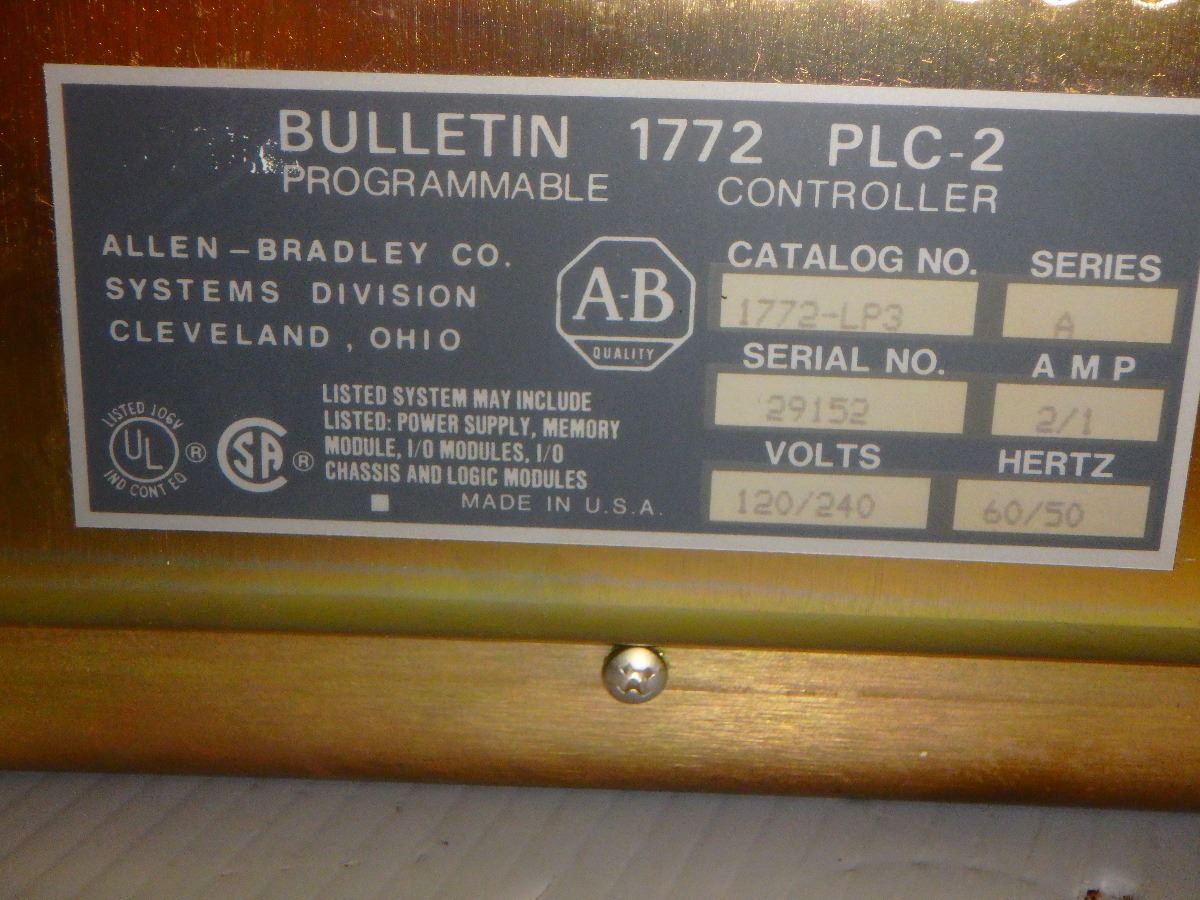 BULLETIN 1772 PLC-2
PROGRAMMABLE CONTROLLER
ALLEN-BRADLEY CO.
SYSTEMS DIVISION
CLEVELAND, OHIO
A-B
QUALITY
CATALOG NO. SERIES
1772-LP3 A
SERIAL NO. AMP
29152 2/1
VOLTS HERTZ
120/240 60/50
LISTED 106V
UL ®
IND CONT EQ
SA ®
LISTED SYSTEM MAY INCLUDE
LISTED: POWER SUPPLY, MEMORY
MODULE, I/O MODULES, I/O
CHASSIS AND LOGIC MODULES
MADE IN U.S.A.